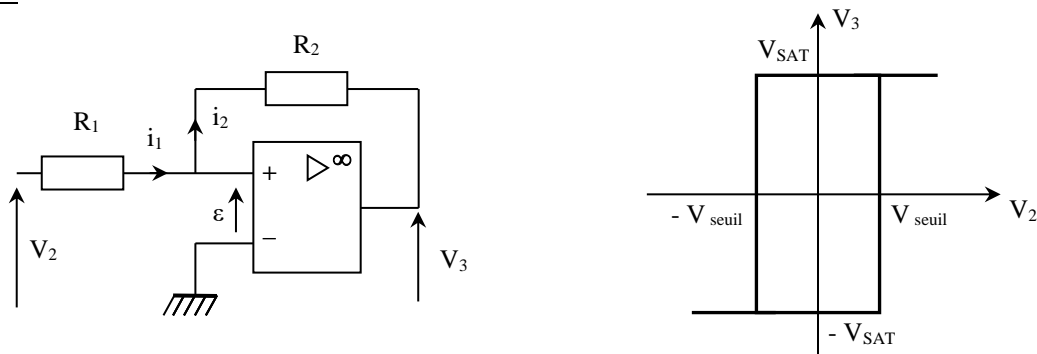 R2
R1
i1
i2
+
▷ ∞
ε
−
V2
V3
V3
VSAT
- V seuil
V seuil
V2
- VSAT